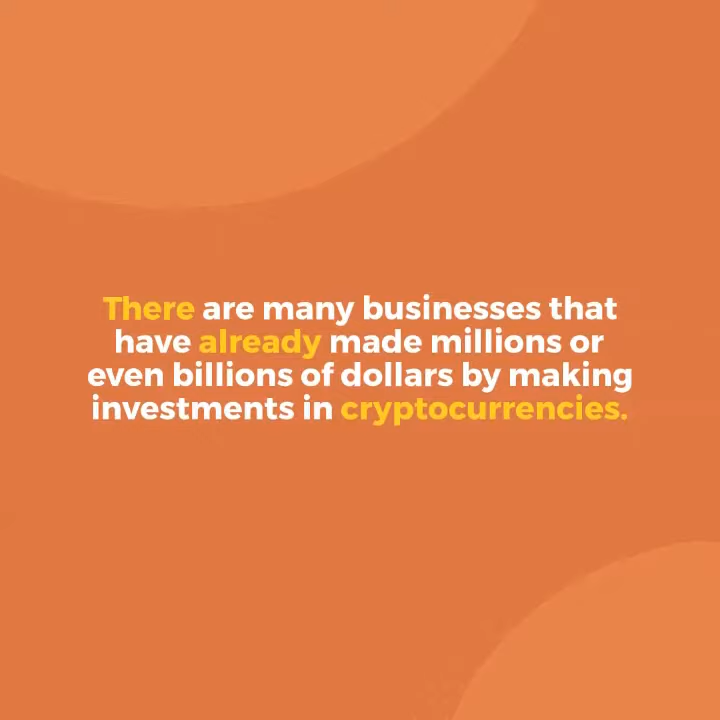 There are many businesses that
have already made millions or
even billions of dollars by making
investments in cryptocurrencies.